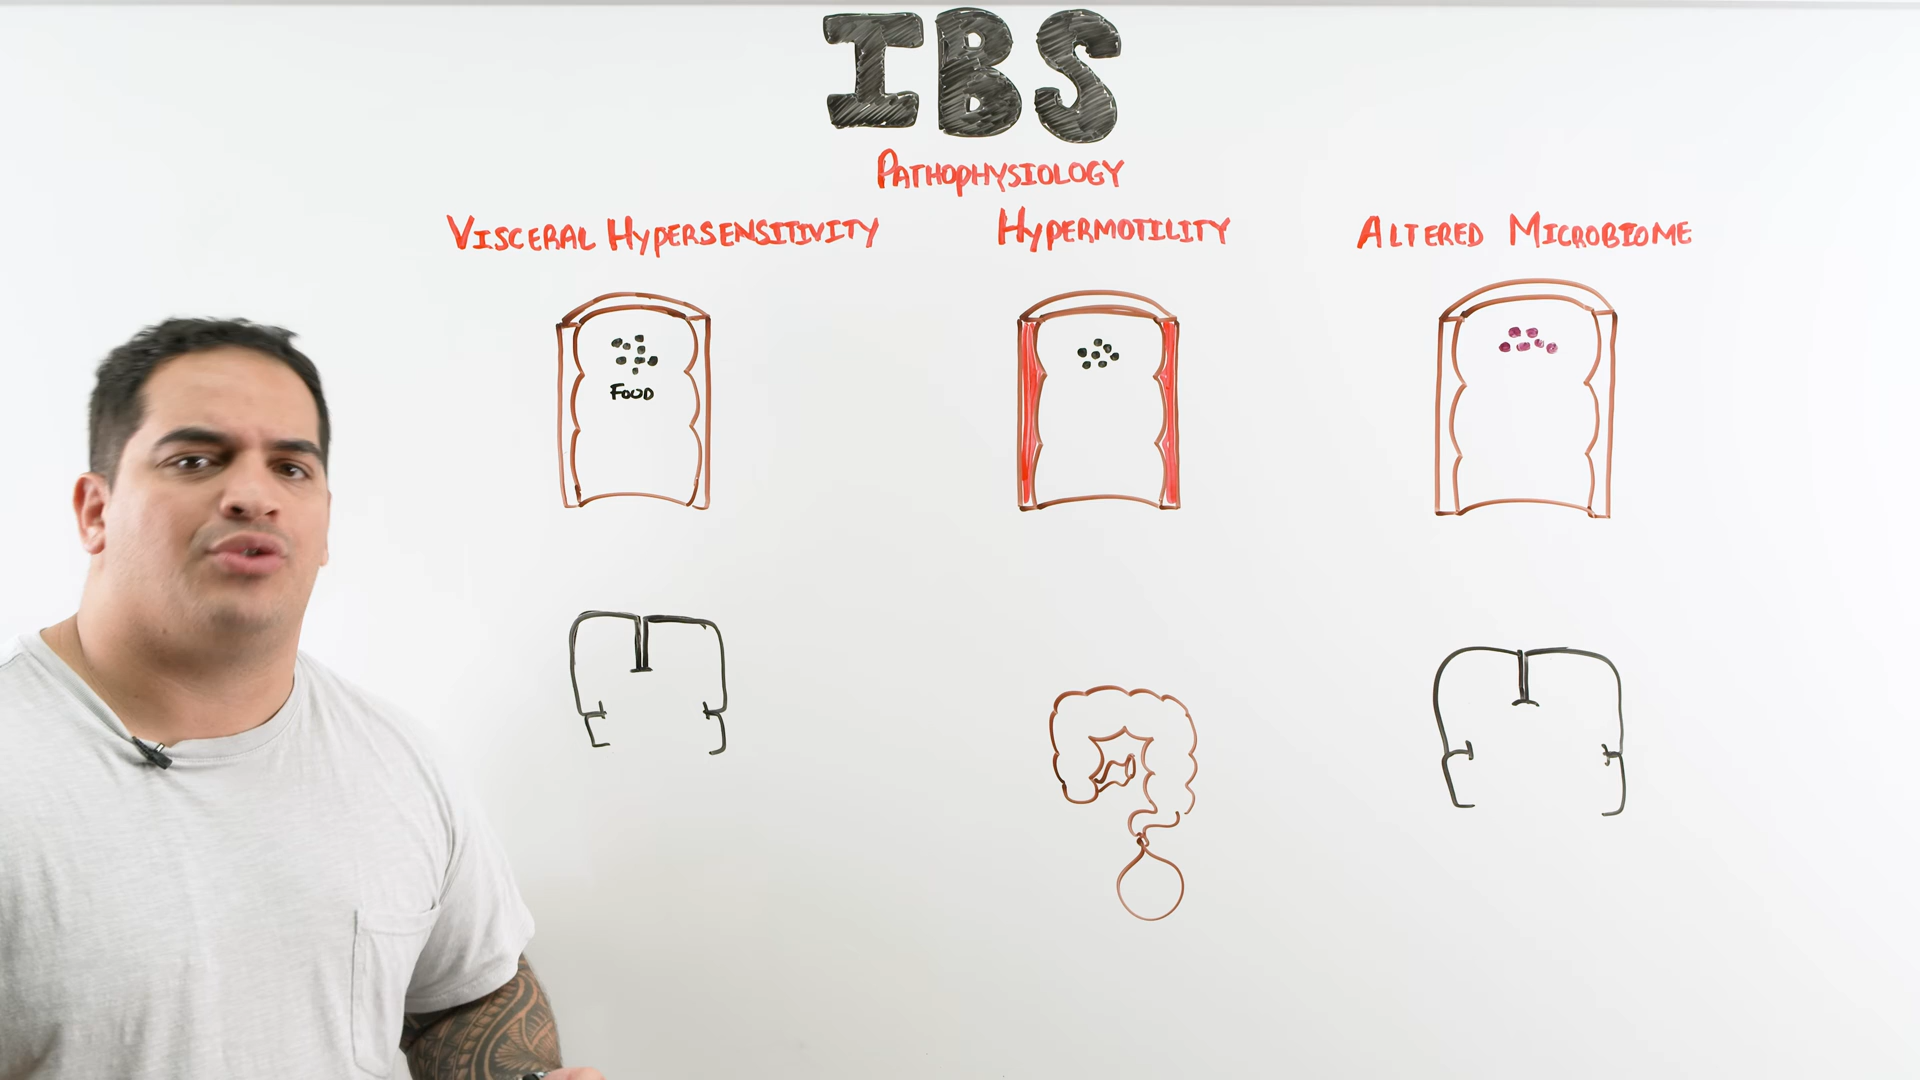 IBS
PATHOPHYSIOLOGY
VISCERAL HYPERSENSITIVITY
HYPERMOTILITY
ALTERED MICROBIOME
FOOD